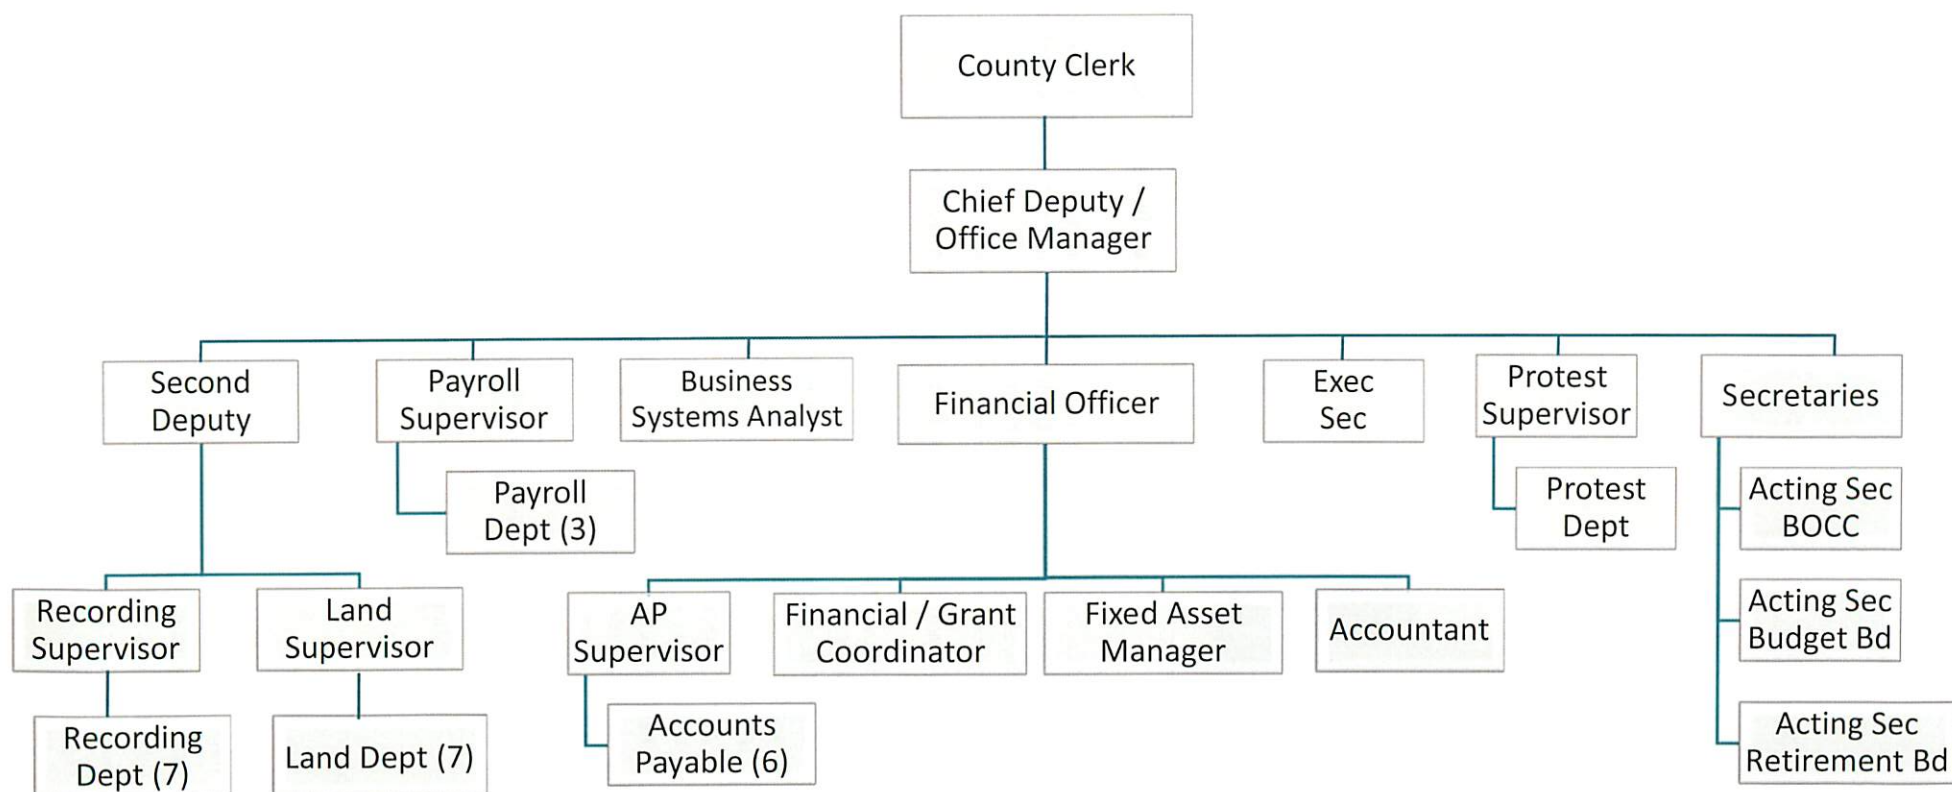 County Clerk
Chief Deputy /
Office Manager
Second
Deputy
Payroll
Supervisor
Business
Systems Analyst
Financial Officer
Exec
Sec
Protest
Supervisor
Secretaries
Payroll
Dept (3)
Protest
Dept
Acting Sec
BOCC
Acting Sec
Budget Bd
Acting Sec
Retirement Bd
Recording
Supervisor
Land
Supervisor
AP
Supervisor
Financial / Grant
Coordinator
Fixed Asset
Manager
Accountant
Recording
Dept (7)
Land Dept (7)
Accounts
Payable (6)